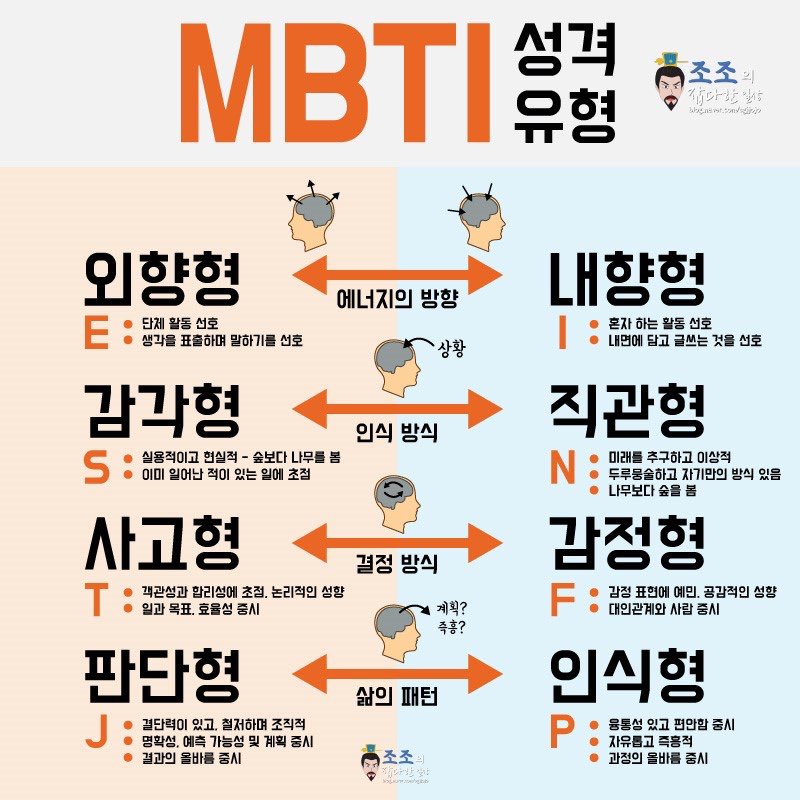 MBTI 성격
유형
조조의
잡다한 일상
blog.naver.com/sgjojo
외향형
에너지의 방향
내향형
E
단체 활동 선호
생각을 표출하며 말하기를 선호
I
혼자 하는 활동 선호
내면에 담고 글쓰는 것을 선호
상황
감각형
인식 방식
직관형
S
실용적이고 현실적 - 숲보다 나무를 봄
이미 일어난 적이 있는 일에 초점
N
미래를 추구하고 이상적
두루뭉술하고 자기만의 방식 있음
나무보다 숲을 봄
사고형
결정 방식
감정형
T
객관성과 합리성에 초점, 논리적인 성향
일과 목표, 효율성 중시
F
감정 표현에 예민, 공감적인 성향
대인관계와 사람 중시
계획?
즉흥?
판단형
삶의 패턴
인식형
J
결단력이 있고, 철저하며 조직적
명확성, 예측 가능성 및 계획 중시
결과의 올바름 중시
P
융통성 있고 편안함 중시
자유롭고 즉흥적
과정의 올바름 중시
조조의
잡다한 일상